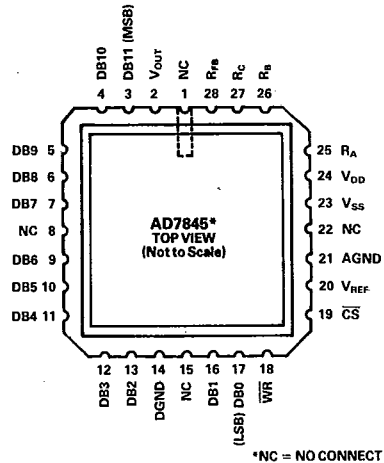 DB10
DB11 (MSB)
VOUT
NC
RFB
RC
RB
4 3 2 1 28 27 26
DB9 5
DB8 6
DB7 7
NC 8
DB6 9
DB5 10
DB4 11
AD7845*
TOP VIEW
(Not to Scale)
25 RA
24 VDD
23 VSS
22 NC
21 AGND
20 VREF
19 CS
12 13 14 15 16 17 18
DB3
DB2
DGND
NC
DB1
(LSB) DB0
WR
*NC = NO CONNECT